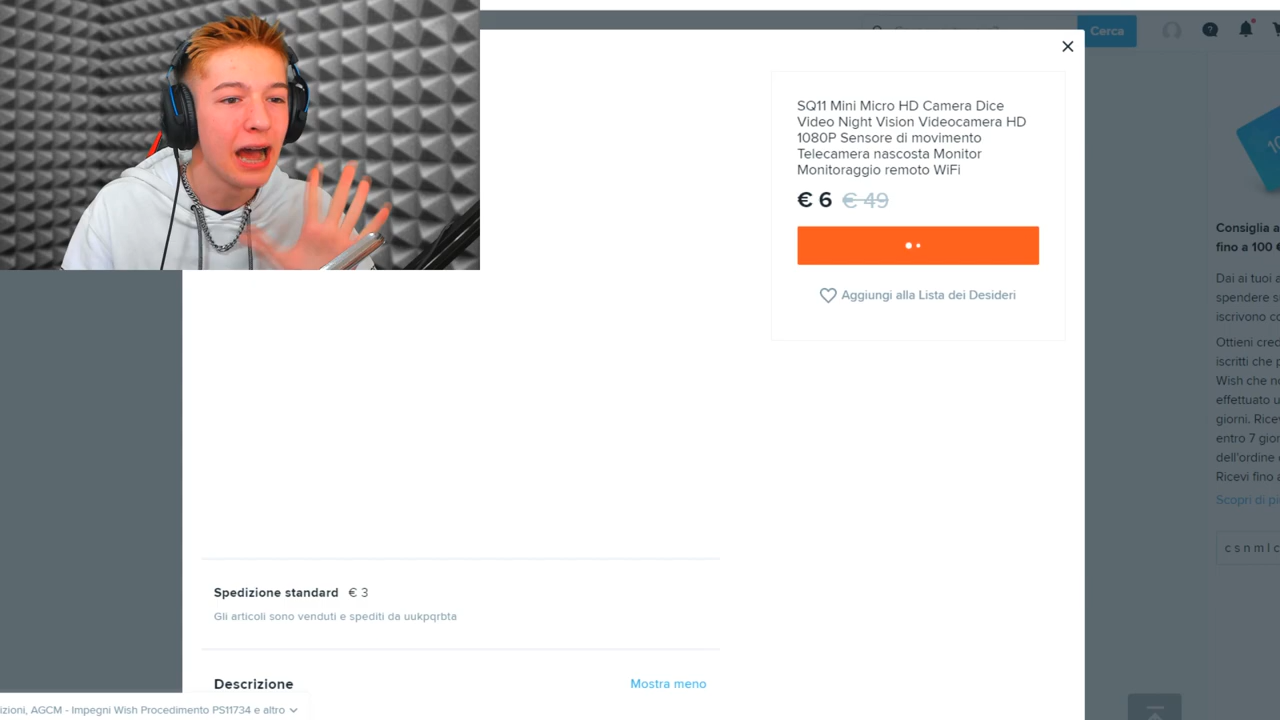 Cerca
SQ11 Mini Micro HD Camera Dice
Video Night Vision Videocamera HD
1080P Sensore di movimento
Telecamera nascosta Monitor
Monitoraggio remoto WiFi
€ 6 € 49
Aggiungi alla Lista dei Desideri
Spedizione standard € 3
Gli articoli sono venduti e spediti da uukpqrbta
Descrizione
Mostra meno
izioni, AGCM - Impegni Wish Procedimento PS11734 e altro
Consiglia a
fino a 100 €
Dai ai tuoi a
spendere s
iscrivono co
Ottieni cred
iscritti che p
Wish che no
effettuato u
giorni. Rice
entro 7 gior
dell'ordine
Ricevi fino a
Scopri di pi
c s n m l c